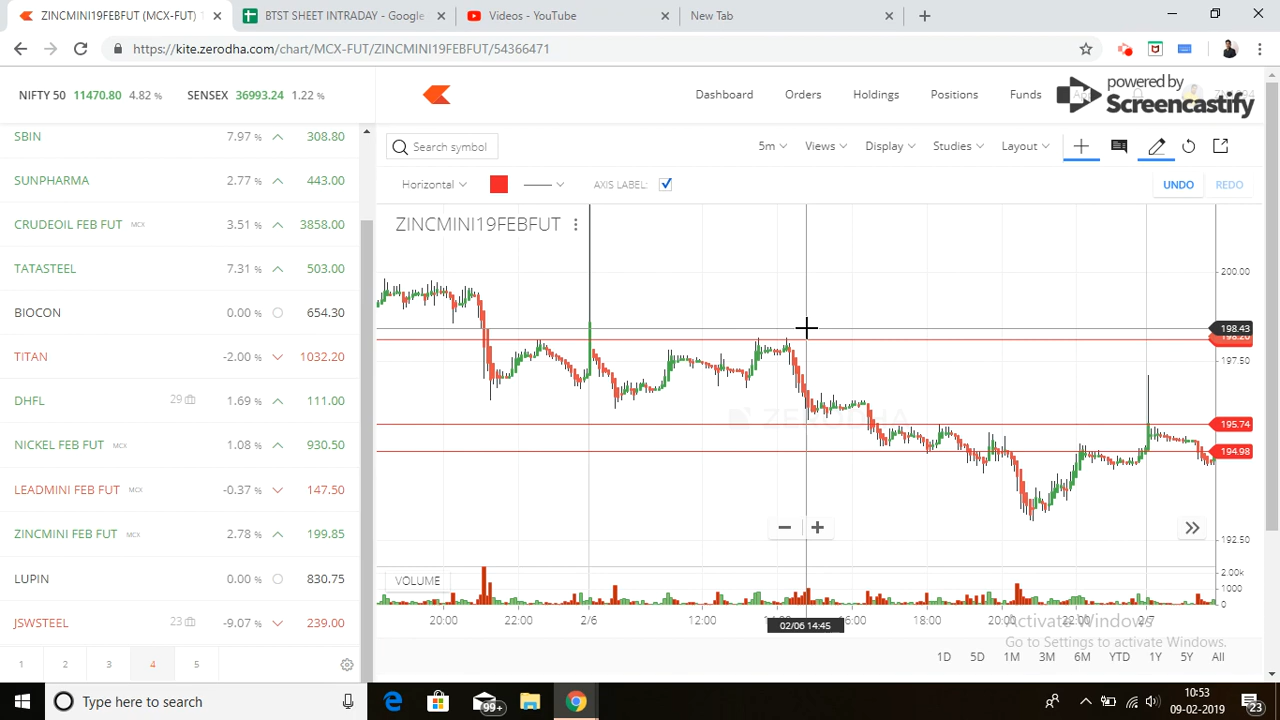 ZINCMINI19FEBFUT (MCX-FUT)
BTST SHEET INTRADAY - Google
Videos - YouTube
New Tab
https://kite.zerodha.com/chart/MCX-FUT/ZINCMINI19FEBFUT/54366471
NIFTY 50 11470.80 4.82 % SENSEX 36993.24 1.22 %
Dashboard Orders Holdings Positions Funds
powered by
Screencastify
SBIN 7.97 % 308.80
SUNPHARMA 2.77 % 443.00
CRUDEOIL FEB FUT MCX 3.51 % 3858.00
TATASTEEL 7.31 % 503.00
BIOCON 0.00 % 654.30
TITAN -2.00 % 1032.20
DHFL 29 1.69 % 111.00
NICKEL FEB FUT MCX 1.08 % 930.50
LEADMINI FEB FUT MCX -0.37 % 147.50
ZINCMINI FEB FUT MCX 2.78 % 199.85
LUPIN 0.00 % 830.75
JSWSTEEL 23 -9.07 % 239.00
1 2 3 4 5
Search symbol
5m Views Display Studies Layout
Horizontal AXIS LABEL: UNDO REDO
ZINCMINI19FEBFUT
200.00
198.43
198.20
197.50
195.74
194.98
192.50
ZERODHA
VOLUME
2.00k
1000
0
20:00 22:00 2/6 12:00 14:00 16:00 18:00 20:00 22:00 2/7
02/06 14:45
Activate Windows
Go to Settings to activate Windows.
1D 5D 1M 3M 6M YTD 1Y 5Y All
Type here to search
99+
10:53
09-02-2019
23